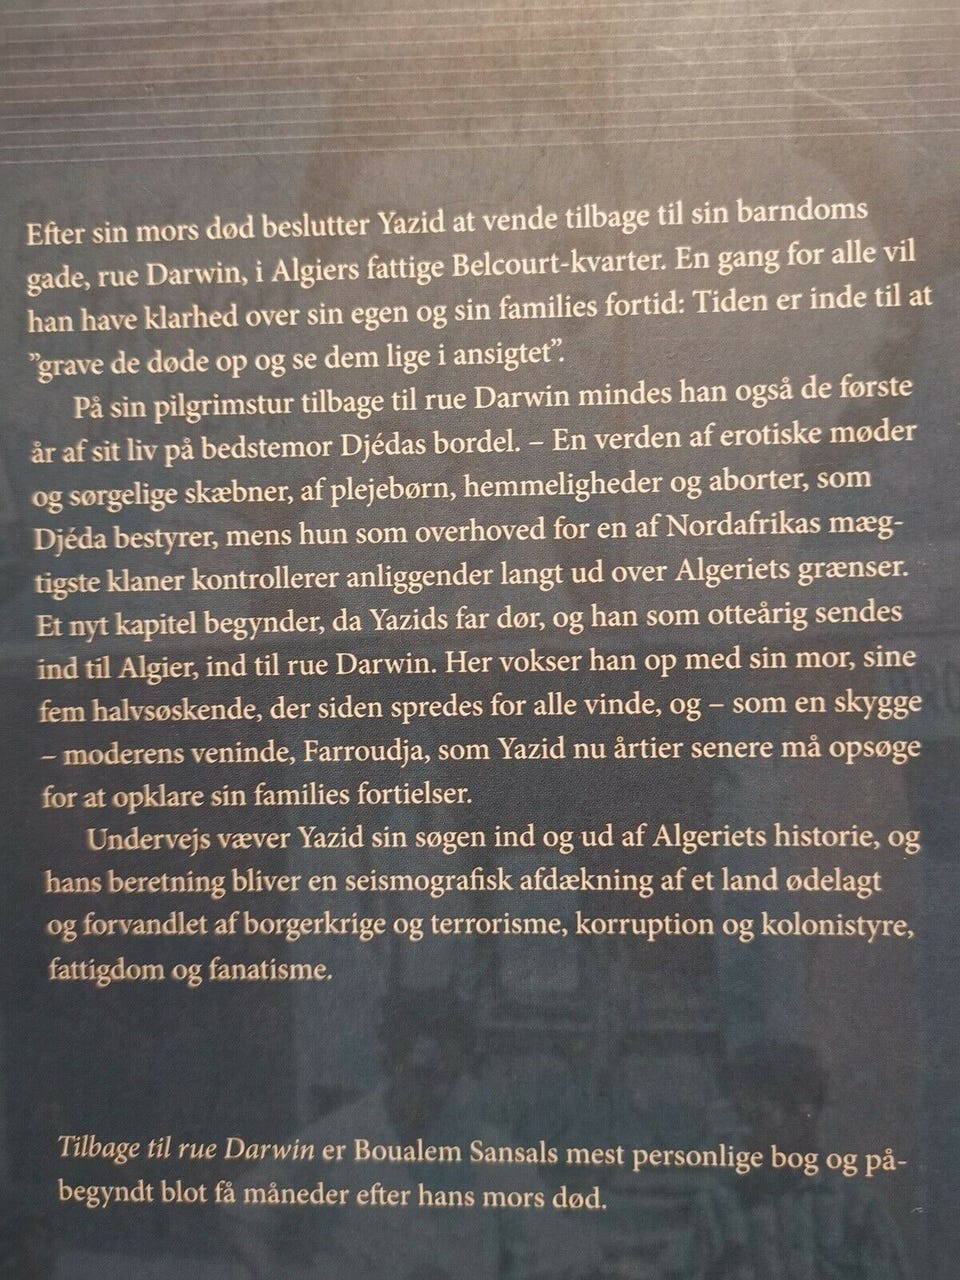 Efter sin mors død beslutter Yazid at vende tilbage til sin barndoms
gade, rue Darwin, i Algiers fattige Belcourt-kvarter. En gang for alle vil
han have klarhed over sin egen og sin families fortid: Tiden er inde til at
”grave de døde op og se dem lige i ansigtet”.
På sin pilgrimstur tilbage til rue Darwin mindes han også de første
år af sit liv på bedstemor Djédas bordel. – En verden af erotiske møder
og sørgelige skæbner, af plejebørn, hemmeligheder og aborter, som
Djéda bestyrer, mens hun som overhoved for en af Nordafrikas mæg-
tigste klaner kontrollerer anliggender langt ud over Algeriets grænser.
Et nyt kapitel begynder, da Yazids far dør, og han som otteårig sendes
ind til Algier, ind til rue Darwin. Her vokser han op med sin mor, sine
fem halvsøskende, der siden spredes for alle vinde, og – som en skygge
– moderens veninde, Farroudja, som Yazid nu årtier senere må opsøge
for at opklare sin families fortielser.
Undervejs væver Yazid sin søgen ind og ud af Algeriets historie, og
hans beretning bliver en seismografisk afdækning af et land ødelagt
og forvandlet af borgerkrige og terrorisme, korruption og kolonistyre,
fattigdom og fanatisme.
Tilbage til rue Darwin er Boualem Sansals mest personlige bog og på-
begyndt blot få måneder efter hans mors død.